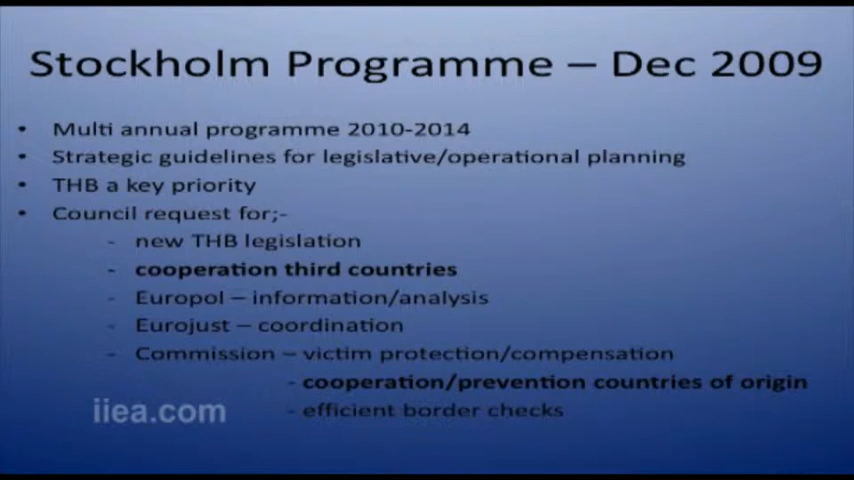 Stockholm Programme – Dec 2009
• Multi annual programme 2010-2014
• Strategic guidelines for legislative/operational planning
• THB a key priority
• Council request for;-
- new THB legislation
- cooperation third countries
- Europol – information/analysis
- Eurojust – coordination
- Commission – victim protection/compensation
- cooperation/prevention countries of origin
- efficient border checks
iiea.com